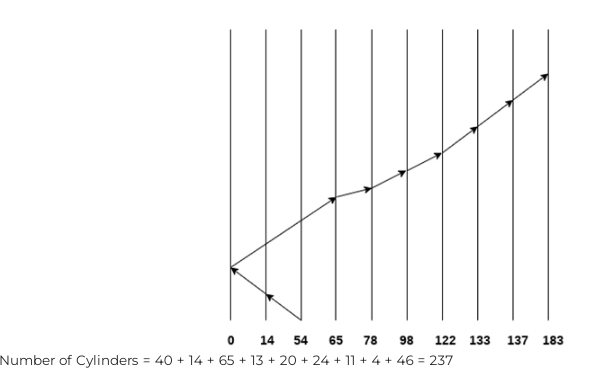 0 14 54 65 78 98 122 133 137 183
Number of Cylinders = 40 + 14 + 65 + 13 + 20 + 24 + 11 + 4 + 46 = 237